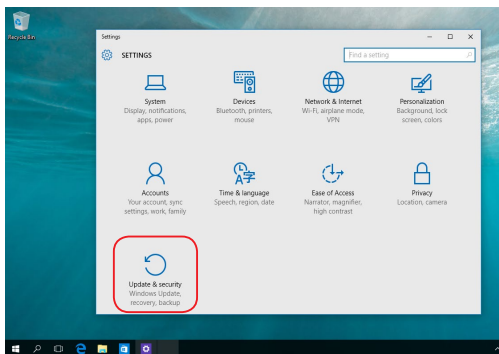 Recycle Bin
Settings
SETTINGS
Find a setting
System
Display, notifications,
apps, power
Devices
Bluetooth, printers,
mouse
Network & Internet
Wi-Fi, airplane mode,
VPN
Personalization
Background, lock
screen, colors
Accounts
Your account, sync
settings, work, family
Time & language
Speech, region, date
Ease of Access
Narrator, magnifier,
high contrast
Privacy
Location, camera
Update & security
Windows Update,
recovery, backup